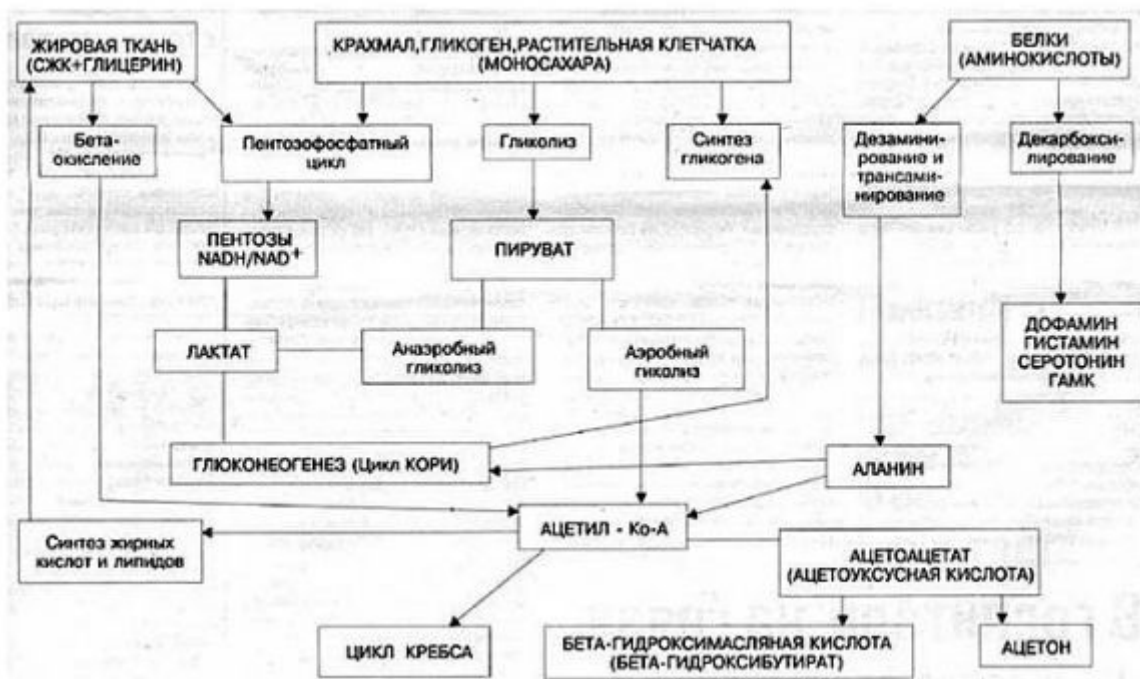 ЖИРОВАЯ ТКАНЬ
(СЖК+ГЛИЦЕРИН)
КРАХМАЛ,ГЛИКОГЕН,РАСТИТЕЛЬНАЯ КЛЕТЧАТКА
(МОНОСАХАРА)
БЕЛКИ
(АМИНОКИСЛОТЫ)
Бета-
окисление
Пентозофосфатный
цикл
Гликолиз
Синтез
гликогена
Дезамини-
рование и
трансами-
нирование
Декарбокси-
лирование
ПЕНТОЗЫ
NADH/NAD+
ПИРУВАТ
ЛАКТАТ
Анаэробный
гликолиз
Аэробный
гиколиз
ДОФАМИН
ГИСТАМИН
СЕРОТОНИН
ГАМК
ГЛЮКОНЕОГЕНЕЗ (Цикл КОРИ)
АЛАНИН
АЦЕТИЛ - Ко-А
Синтез жирных
кислот и липидов
АЦЕТОАЦЕТАТ
(АЦЕТОУКСУСНАЯ КИСЛОТА)
ЦИКЛ КРЕБСА
БЕТА-ГИДРОКСИМАСЛЯНАЯ КИСЛОТА
(БЕТА-ГИДРОКСИБУТИРАТ)
АЦЕТОН